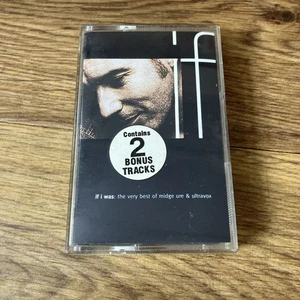 if
Contains
2
BONUS
TRACKS
if i was: the very best of midge ure & ultravox